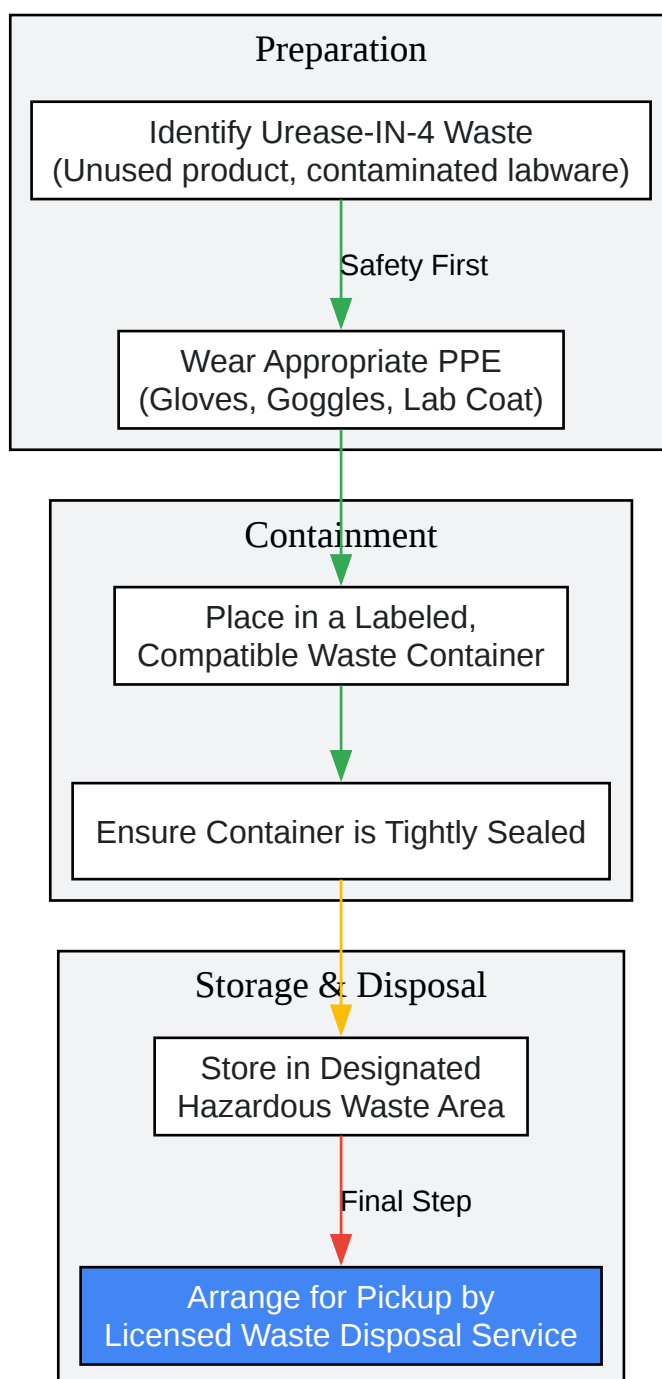 Preparation
Identify Urease-IN-4 Waste
(Unused product, contaminated labware)
Safety First
Wear Appropriate PPE
(Gloves, Goggles, Lab Coat)
Containment
Place in a Labeled,
Compatible Waste Container
Ensure Container is Tightly Sealed
Storage & Disposal
Store in Designated
Hazardous Waste Area
Final Step
Arrange for Pickup by
Licensed Waste Disposal Service